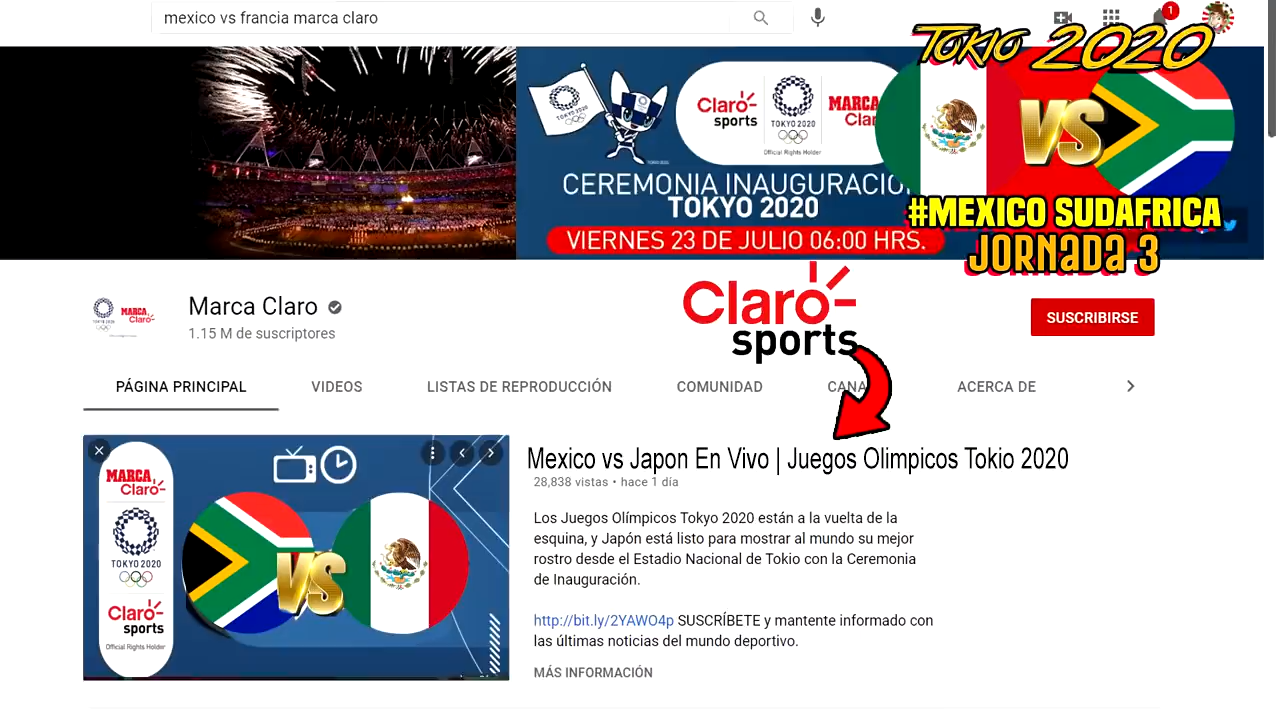 mexico vs francia marca claro
1
TOKIO 2020
Claro-
sports
TOKYO 2020
Official Rights Holder
MARCA
Claro-
TOKYO 2020
VS
CEREMONIA INAUGURACIÓN
TOKYO 2020
VIERNES 23 DE JULIO 06:00 HRS.
#MEXICO SUDAFRICA
JORNADA 3
Claro-
sports
TOKYO 2020
MARCA
Claro-
Marca Claro
1.15 M de suscriptores
SUSCRIBIRSE
PÁGINA PRINCIPAL
VIDEOS
LISTAS DE REPRODUCCIÓN
COMUNIDAD
CANA
ACERCA DE
MARCA
Claro-
TOKYO 2020
Claro-
sports
Official Rights Holder
VS
Mexico vs Japon En Vivo | Juegos Olimpicos Tokio 2020
28,838 vistas • hace 1 día
Los Juegos Olímpicos Tokyo 2020 están a la vuelta de la
esquina, y Japón está listo para mostrar al mundo su mejor
rostro desde el Estadio Nacional de Tokio con la Ceremonia
de Inauguración.
http://bit.ly/2YAWO4p SUSCRÍBETE y mantente informado con
las últimas noticias del mundo deportivo.
MÁS INFORMACIÓN